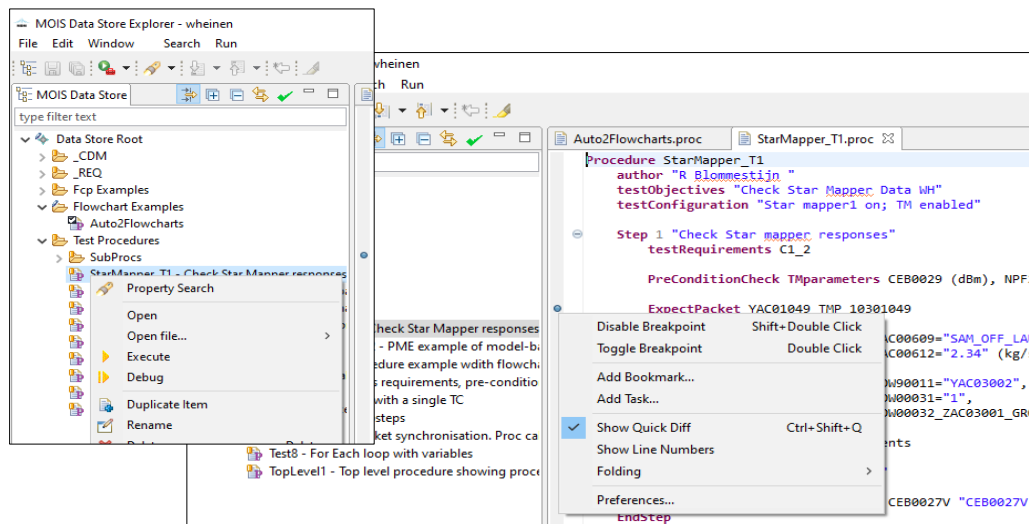 MOIS Data Store Explorer - wheinen
File Edit Window Search Run
MOIS Data Store
type filter text
Data Store Root
_CDM
_REQ
Fcp Examples
Flowchart Examples
Auto2Flowcharts
Test Procedures
SubProcs
StarMapper_T1 - Check Star Mapper responses
Property Search
Open
Open file...
Execute
Debug
Duplicate Item
Rename
wheinen
Run
Check Star Mapper responses
- PME example of model-ba
edure example wdith flowcha
s requirements, pre-conditio
with a single TC
steps
ket synchronisation. Proc ca
Test8 - For Each loop with variables
TopLevel1 - Top level procedure showing proce
Auto2Flowcharts.proc
StarMapper_T1.proc
Procedure StarMapper_T1
author "R Blommestijn "
testObjectives "Check Star Mapper Data WH"
testConfiguration "Star mapper1 on; TM enabled"
Step 1 "Check Star mapper responses"
testRequirements C1_2
PreConditionCheck TMparameters CEB0029 (dBm), NPF
ExpectPacket YAC01049 TMP 10301049
AC00609="SAM_OFF_LA
AC00612="2.34" (kg/
OW90011="YAC03002",
OW00031="1",
OW00032_ZAC03001_GR
ents
CEB0027V "CEB0027V
EndStep
Disable Breakpoint Shift+Double Click
Toggle Breakpoint Double Click
Add Bookmark...
Add Task...
Show Quick Diff Ctrl+Shift+Q
Show Line Numbers
Folding
Preferences...